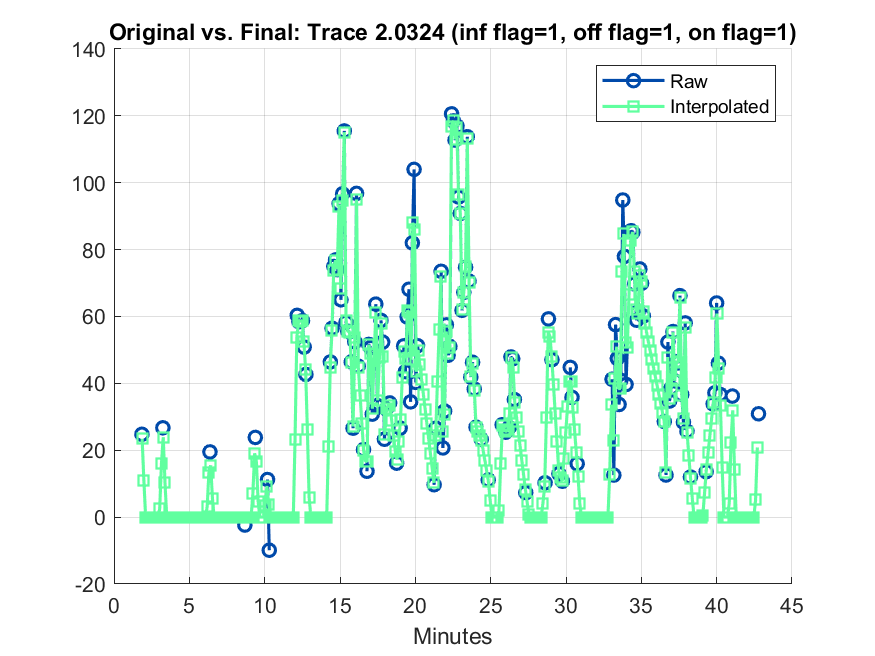 Original vs. Final: Trace 2.0324 (inf flag=1, off flag=1, on flag=1)
140
120
100
80
60
40
20
0
-20
Raw
Interpolated
0 5 10 15 20 25 30 35 40 45
Minutes